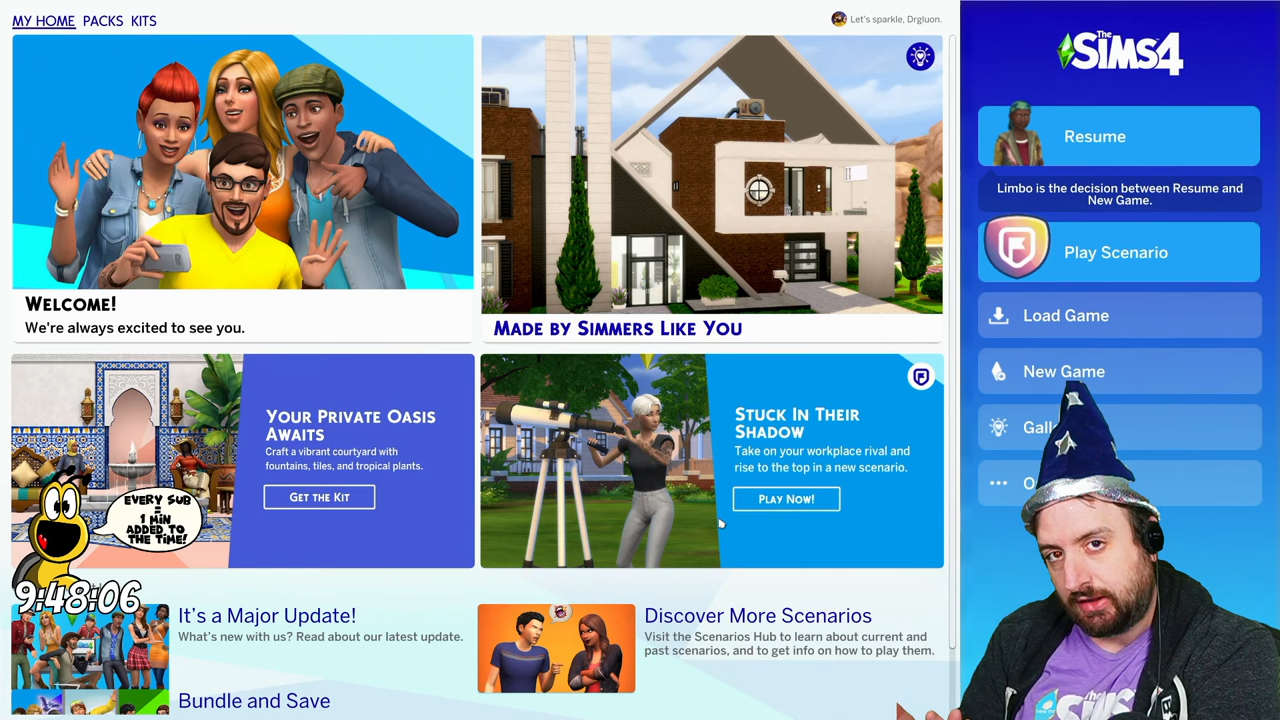 MY HOME PACKS KITS
Let's sparkle, Drgluon.
The SIMS4
Resume
Limbo is the decision between Resume and
New Game.
Play Scenario
Load Game
New Game
WELCOME!
We're always excited to see you.
MADE BY SIMMERS LIKE YOU
YOUR PRIVATE OASIS
AWAITS
Craft a vibrant courtyard with
fountains, tiles, and tropical plants.
GET THE KIT
STUCK IN THEIR
SHADOW
Take on your workplace rival and
rise to the top in a new scenario.
PLAY NOW!
EVERY SUB
=
1 MIN
ADDED TO
THE TIME!
9:48:06
It's a Major Update!
What's new with us? Read about our latest update.
Discover More Scenarios
Visit the Scenarios Hub to learn about current and
past scenarios, and to get info on how to play them.
Bundle and Save